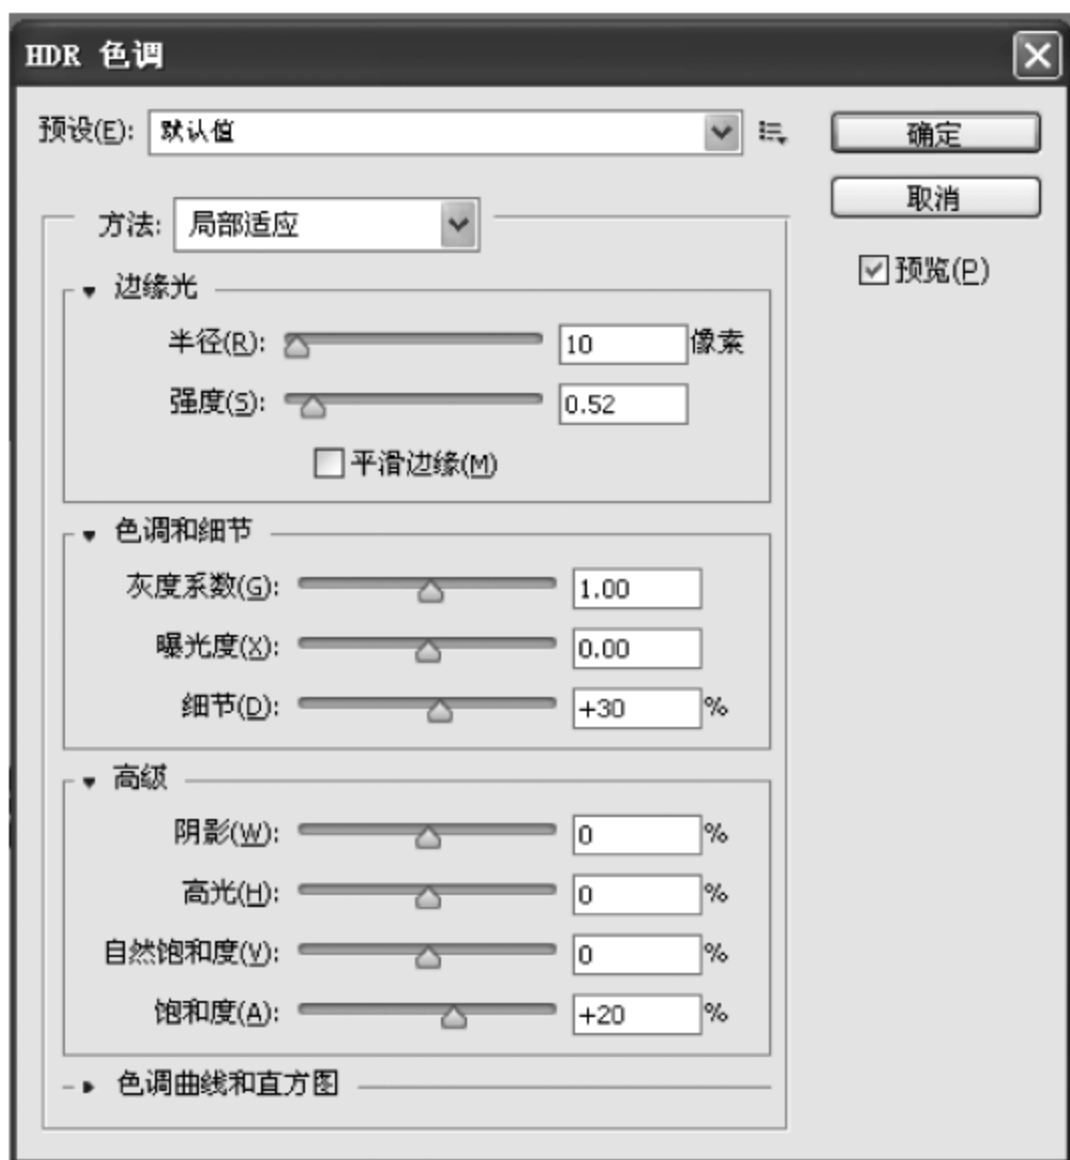 HDR 色调
预设(E): 默认值
确定
取消
预览(P)
方法: 局部适应
边缘光
半径(R): 10 像素
强度(S): 0.52
平滑边缘(M)
色调和细节
灰度系数(G): 1.00
曝光度(X): 0.00
细节(D): +30 %
高级
阴影(W): 0 %
高光(H): 0 %
自然饱和度(V): 0 %
饱和度(A): +20 %
色调曲线和直方图